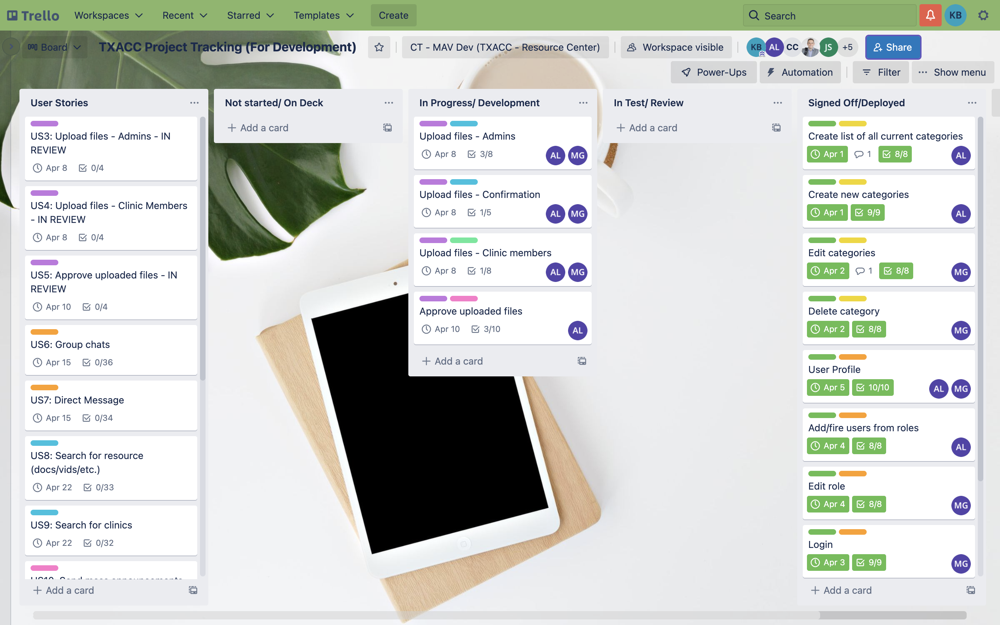 Trello Workspaces Recent Starred Templates Create Search KB
Board TXACC Project Tracking (For Development) CT - MAV Dev (TXACC - Resource Center) Workspace visible KB AL CC JS +5 Share
Power-Ups Automation Filter Show menu
User Stories
US3: Upload files - Admins - IN
REVIEW
Apr 8 0/4
US4: Upload files - Clinic Members
- IN REVIEW
Apr 8 0/4
US5: Approve uploaded files - IN
REVIEW
Apr 10 0/4
US6: Group chats
Apr 15 0/36
US7: Direct Message
Apr 15 0/34
US8: Search for resource
(docs/vids/etc.)
Apr 22 0/33
US9: Search for clinics
Apr 22 0/32
US10: Send mass announcements
+ Add a card
Not started/ On Deck
+ Add a card
In Progress/ Development
Upload files - Admins
Apr 8 3/8 AL MG
Upload files - Confirmation
Apr 8 1/5 AL MG
Upload files - Clinic members
Apr 8 1/8 AL MG
Approve uploaded files
Apr 10 3/10 AL
+ Add a card
In Test/ Review
+ Add a card
Signed Off/Deployed
Create list of all current categories
Apr 1 1 8/8 AL
Create new categories
Apr 1 9/9 AL
Edit categories
Apr 2 1 8/8 MG
Delete category
Apr 2 8/8 MG
User Profile
Apr 5 10/10 AL MG
Add/fire users from roles
Apr 4 8/8 AL
Edit role
Apr 4 8/8 MG
Login
Apr 3 9/9 MG
+ Add a card